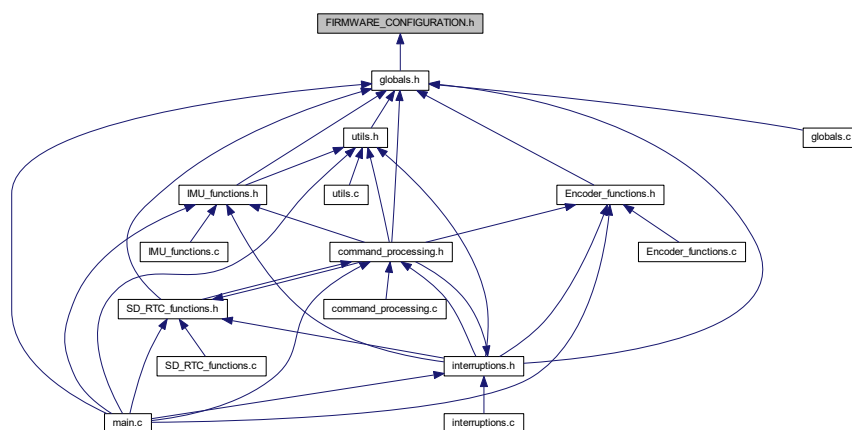 FIRMWARE_CONFIGURATION.h
globals.h
utils.h
globals.c
IMU_functions.h
utils.c
Encoder_functions.h
IMU_functions.c
command_processing.h
Encoder_functions.c
SD_RTC_functions.h
command_processing.c
SD_RTC_functions.c
interruptions.h
main.c
interruptions.c